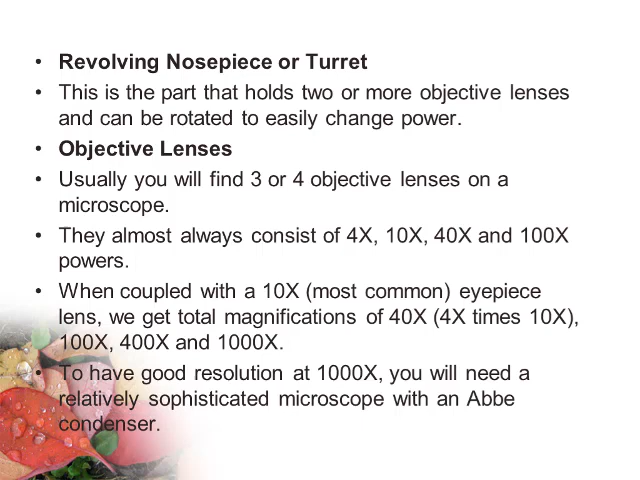 • Revolving Nosepiece or Turret
• This is the part that holds two or more objective lenses
and can be rotated to easily change power.
• Objective Lenses
• Usually you will find 3 or 4 objective lenses on a
microscope.
• They almost always consist of 4X, 10X, 40X and 100X
powers.
• When coupled with a 10X (most common) eyepiece
lens, we get total magnifications of 40X (4X times 10X),
100X, 400X and 1000X.
• To have good resolution at 1000X, you will need a
relatively sophisticated microscope with an Abbe
condenser.